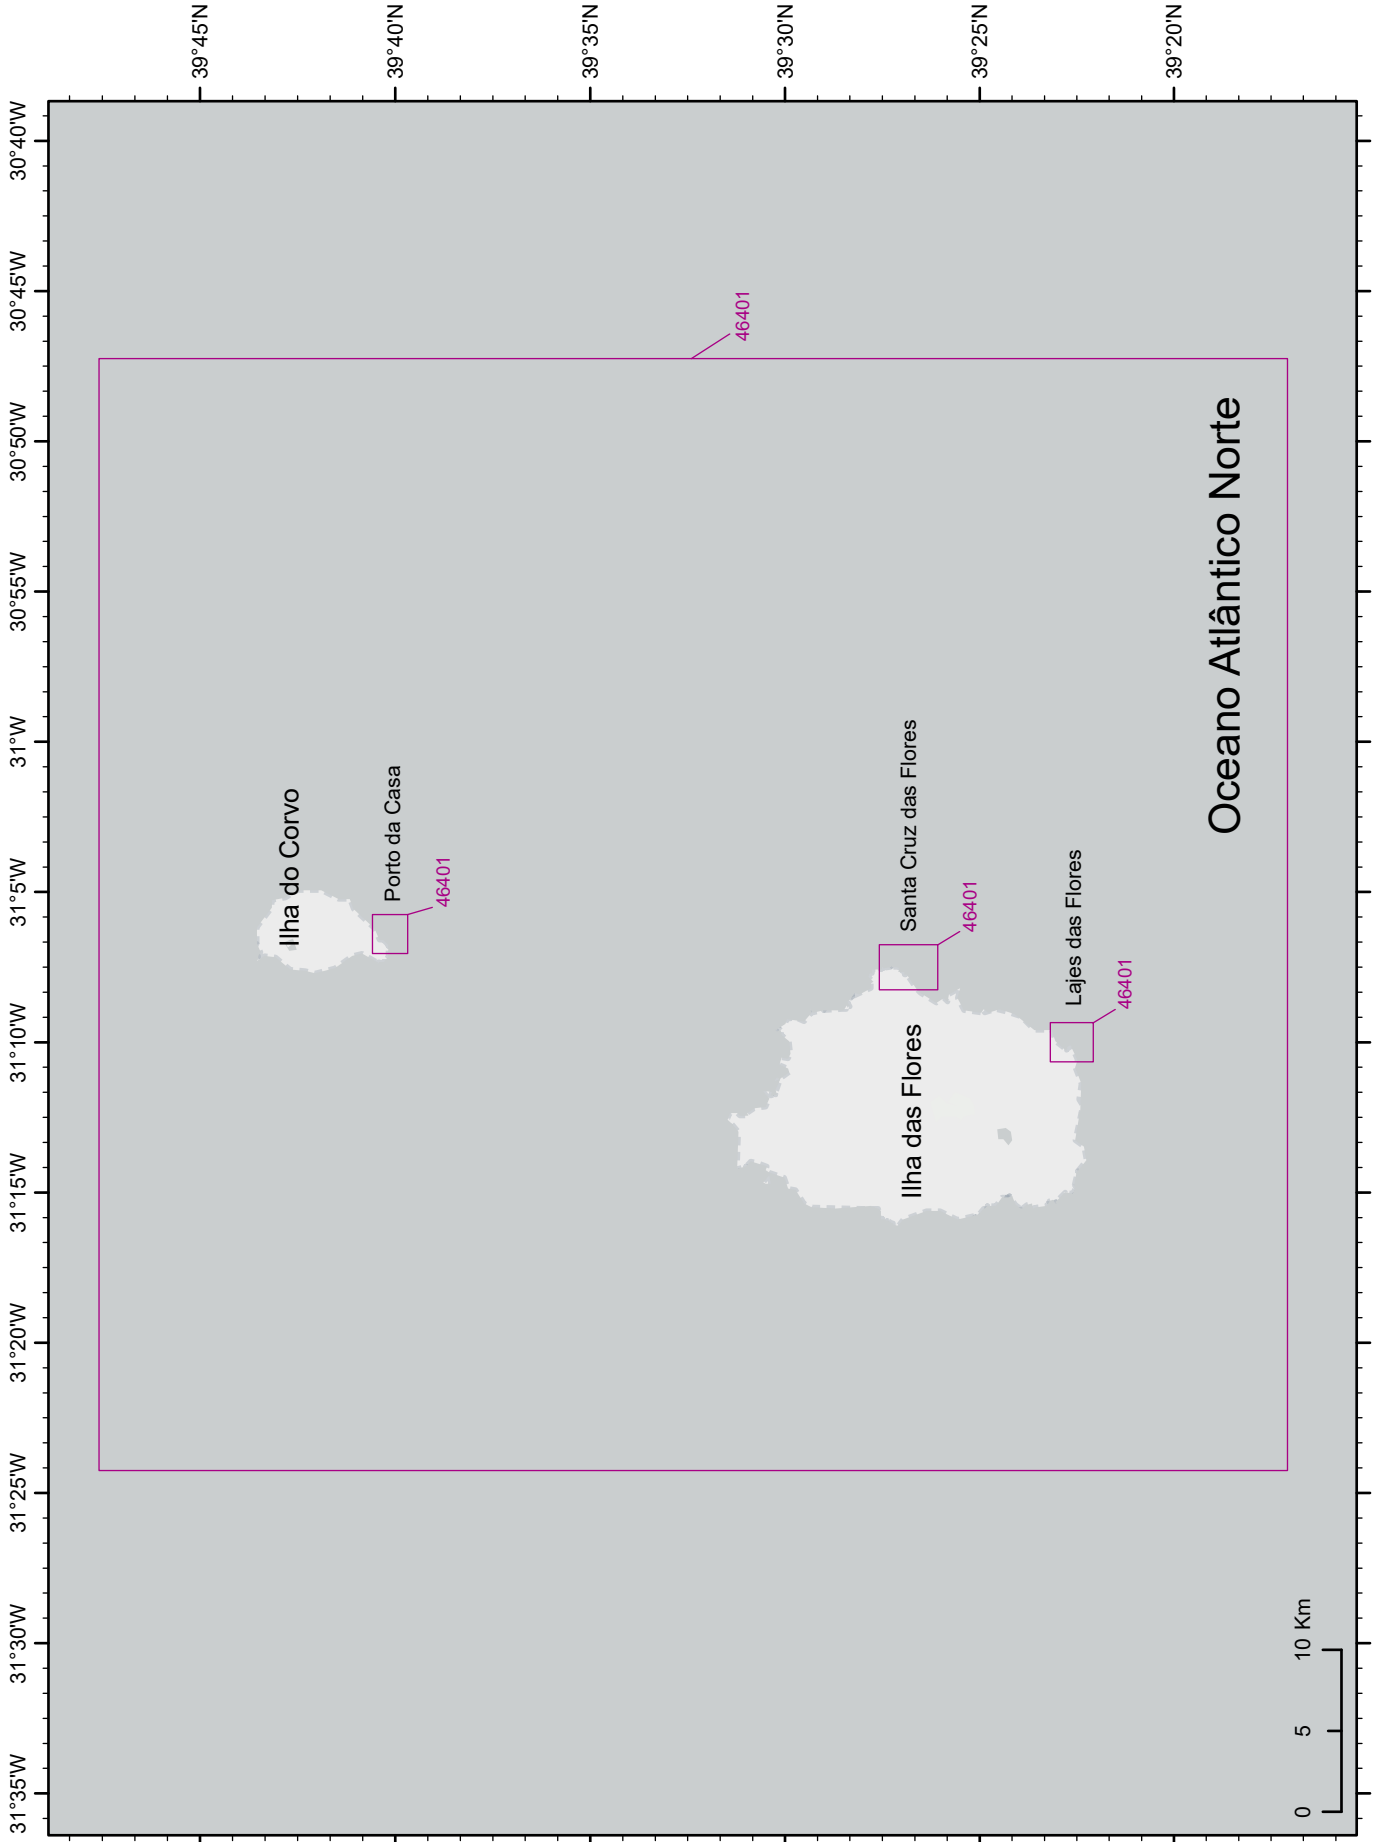 31°35'W
31°30'W
31°25'W
31°20'W
31°15'W
31°10'W
31°5'W
31°W
30°55'W
30°50'W
30°45'W
30°40'W
39°45'N
39°40'N
39°35'N
39°30'N
39°25'N
39°20'N
Ilha do Corvo
Porto da Casa
46401
46401
Ilha das Flores
Santa Cruz das Flores
46401
Lajes das Flores
46401
Oceano Atlântico Norte
0 5 10 Km